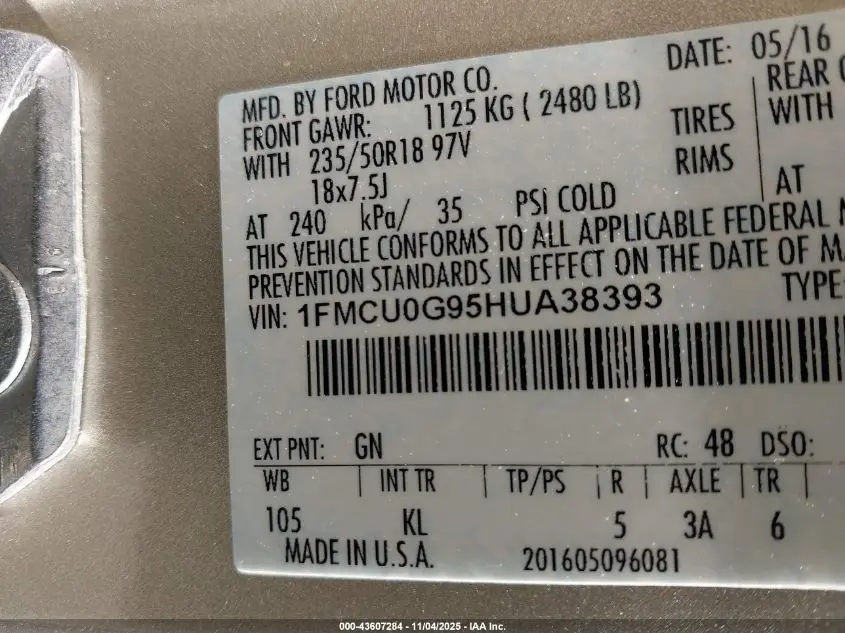 DATE: 05/16
MFD. BY FORD MOTOR CO.
FRONT GAWR: 1125 KG ( 2480 LB)
REAR
WITH 235/50R18 97V TIRES WITH
18x7.5J RIMS
AT 240 kPa/ 35 PSI COLD AT
THIS VEHICLE CONFORMS TO ALL APPLICABLE FEDERAL
PREVENTION STANDARDS IN EFFECT ON THE DATE OF
VIN: 1FMCU0G95HUA38393 TYPE:
EXT PNT: GN RC: 48 DSO:
WB INT TR TP/PS R AXLE TR
105 KL 5 3A 6
MADE IN U.S.A. 201605096081
000-43607284 - 11/04/2025 - IAA Inc.